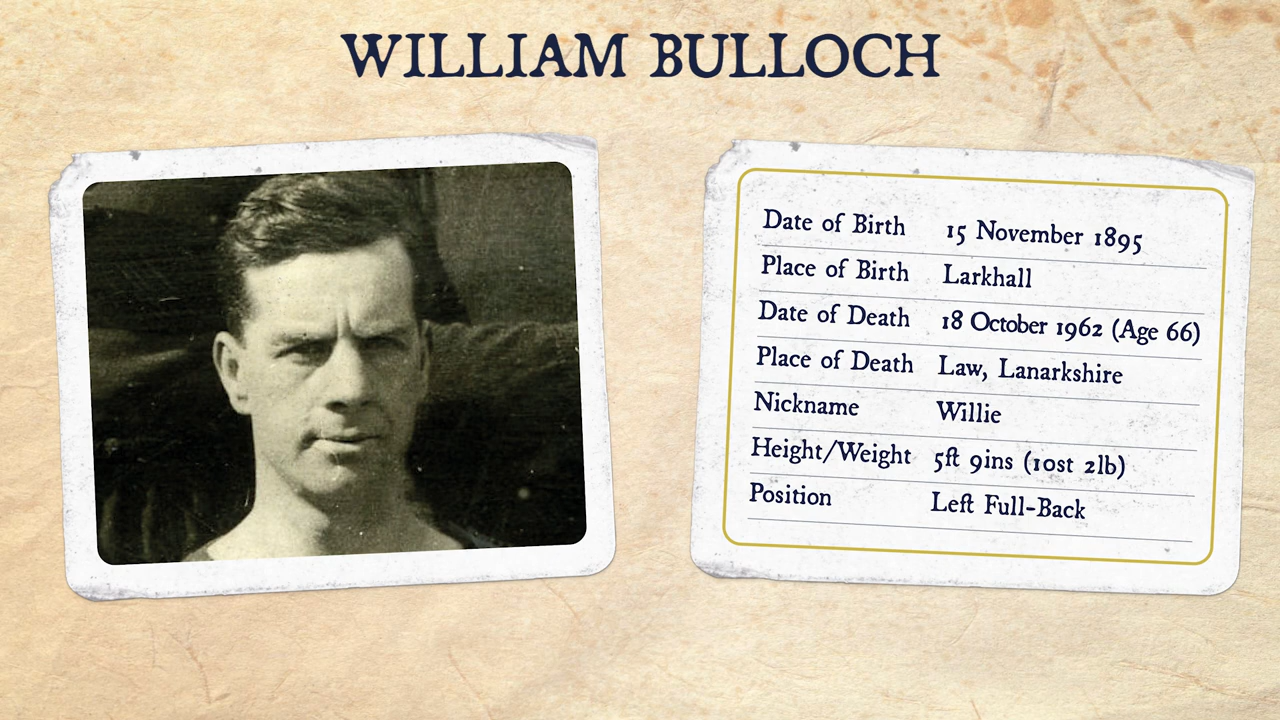 WILLIAM BULLOCH
Date of Birth 15 November 1895
Place of Birth Larkhall
Date of Death 18 October 1962 (Age 66)
Place of Death Law, Lanarkshire
Nickname Willie
Height/Weight 5ft 9ins (10st 2lb)
Position Left Full-Back